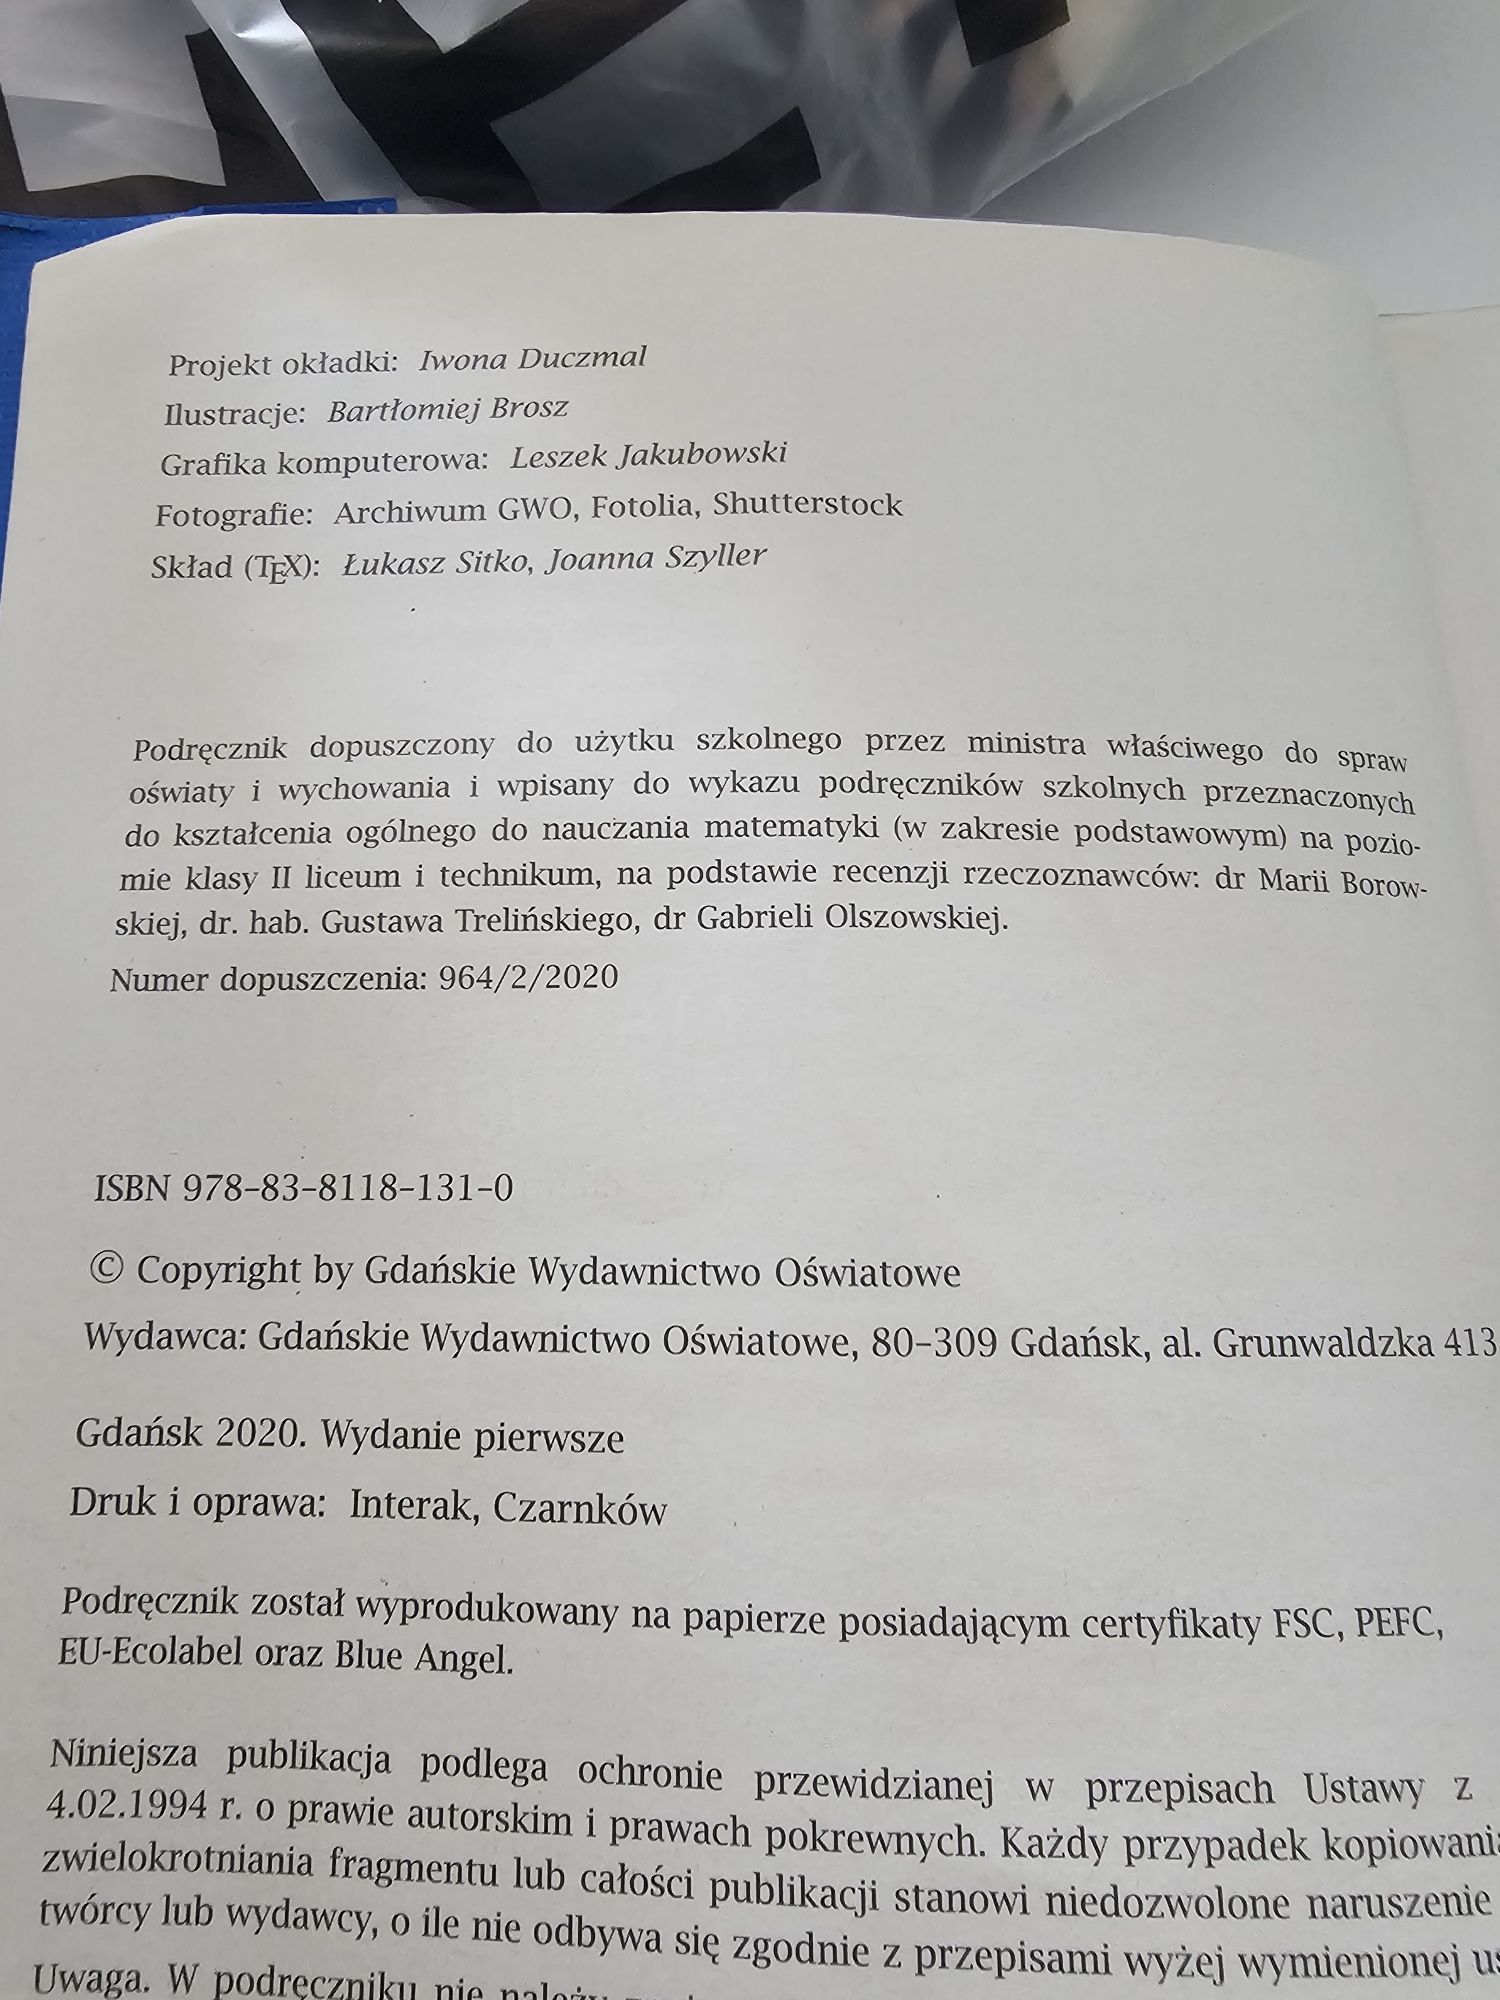 Projekt okładki: Iwona Duczmal
Ilustracje: Bartłomiej Brosz
Grafika komputerowa: Leszek Jakubowski
Fotografie: Archiwum GWO, Fotolia, Shutterstock
Skład (TEX): Łukasz Sitko, Joanna Szyller
Podręcznik dopuszczony do użytku szkolnego przez ministra właściwego do spraw
oświaty i wychowania i wpisany do wykazu podręczników szkolnych przeznaczonych
do kształcenia ogólnego do nauczania matematyki (w zakresie podstawowym) na pozio-
mie klasy II liceum i technikum, na podstawie recenzji rzeczoznawców: dr Marii Borow-
skiej, dr. hab. Gustawa Trelińskiego, dr Gabrieli Olszowskiej.
Numer dopuszczenia: 964/2/2020
ISBN 978–83–8118–131–0
© Copyright by Gdańskie Wydawnictwo Oświatowe
Wydawca: Gdańskie Wydawnictwo Oświatowe, 80–309 Gdańsk, al. Grunwaldzka 413
Gdańsk 2020. Wydanie pierwsze
Druk i oprawa: Interak, Czarnków
Podręcznik został wyprodukowany na papierze posiadającym certyfikaty FSC, PEFC,
EU-Ecolabel oraz Blue Angel.
Niniejsza publikacja podlega ochronie przewidzianej w przepisach Ustawy z
4.02.1994 r. o prawie autorskim i prawach pokrewnych. Każdy przypadek kopiowani
zwielokrotniania fragmentu lub całości publikacji stanowi niedozwolone naruszenie
twórcy lub wydawcy, o ile nie odbywa się zgodnie z przepisami wyżej wymienionej us
Uwaga. W podręczniku nie należy